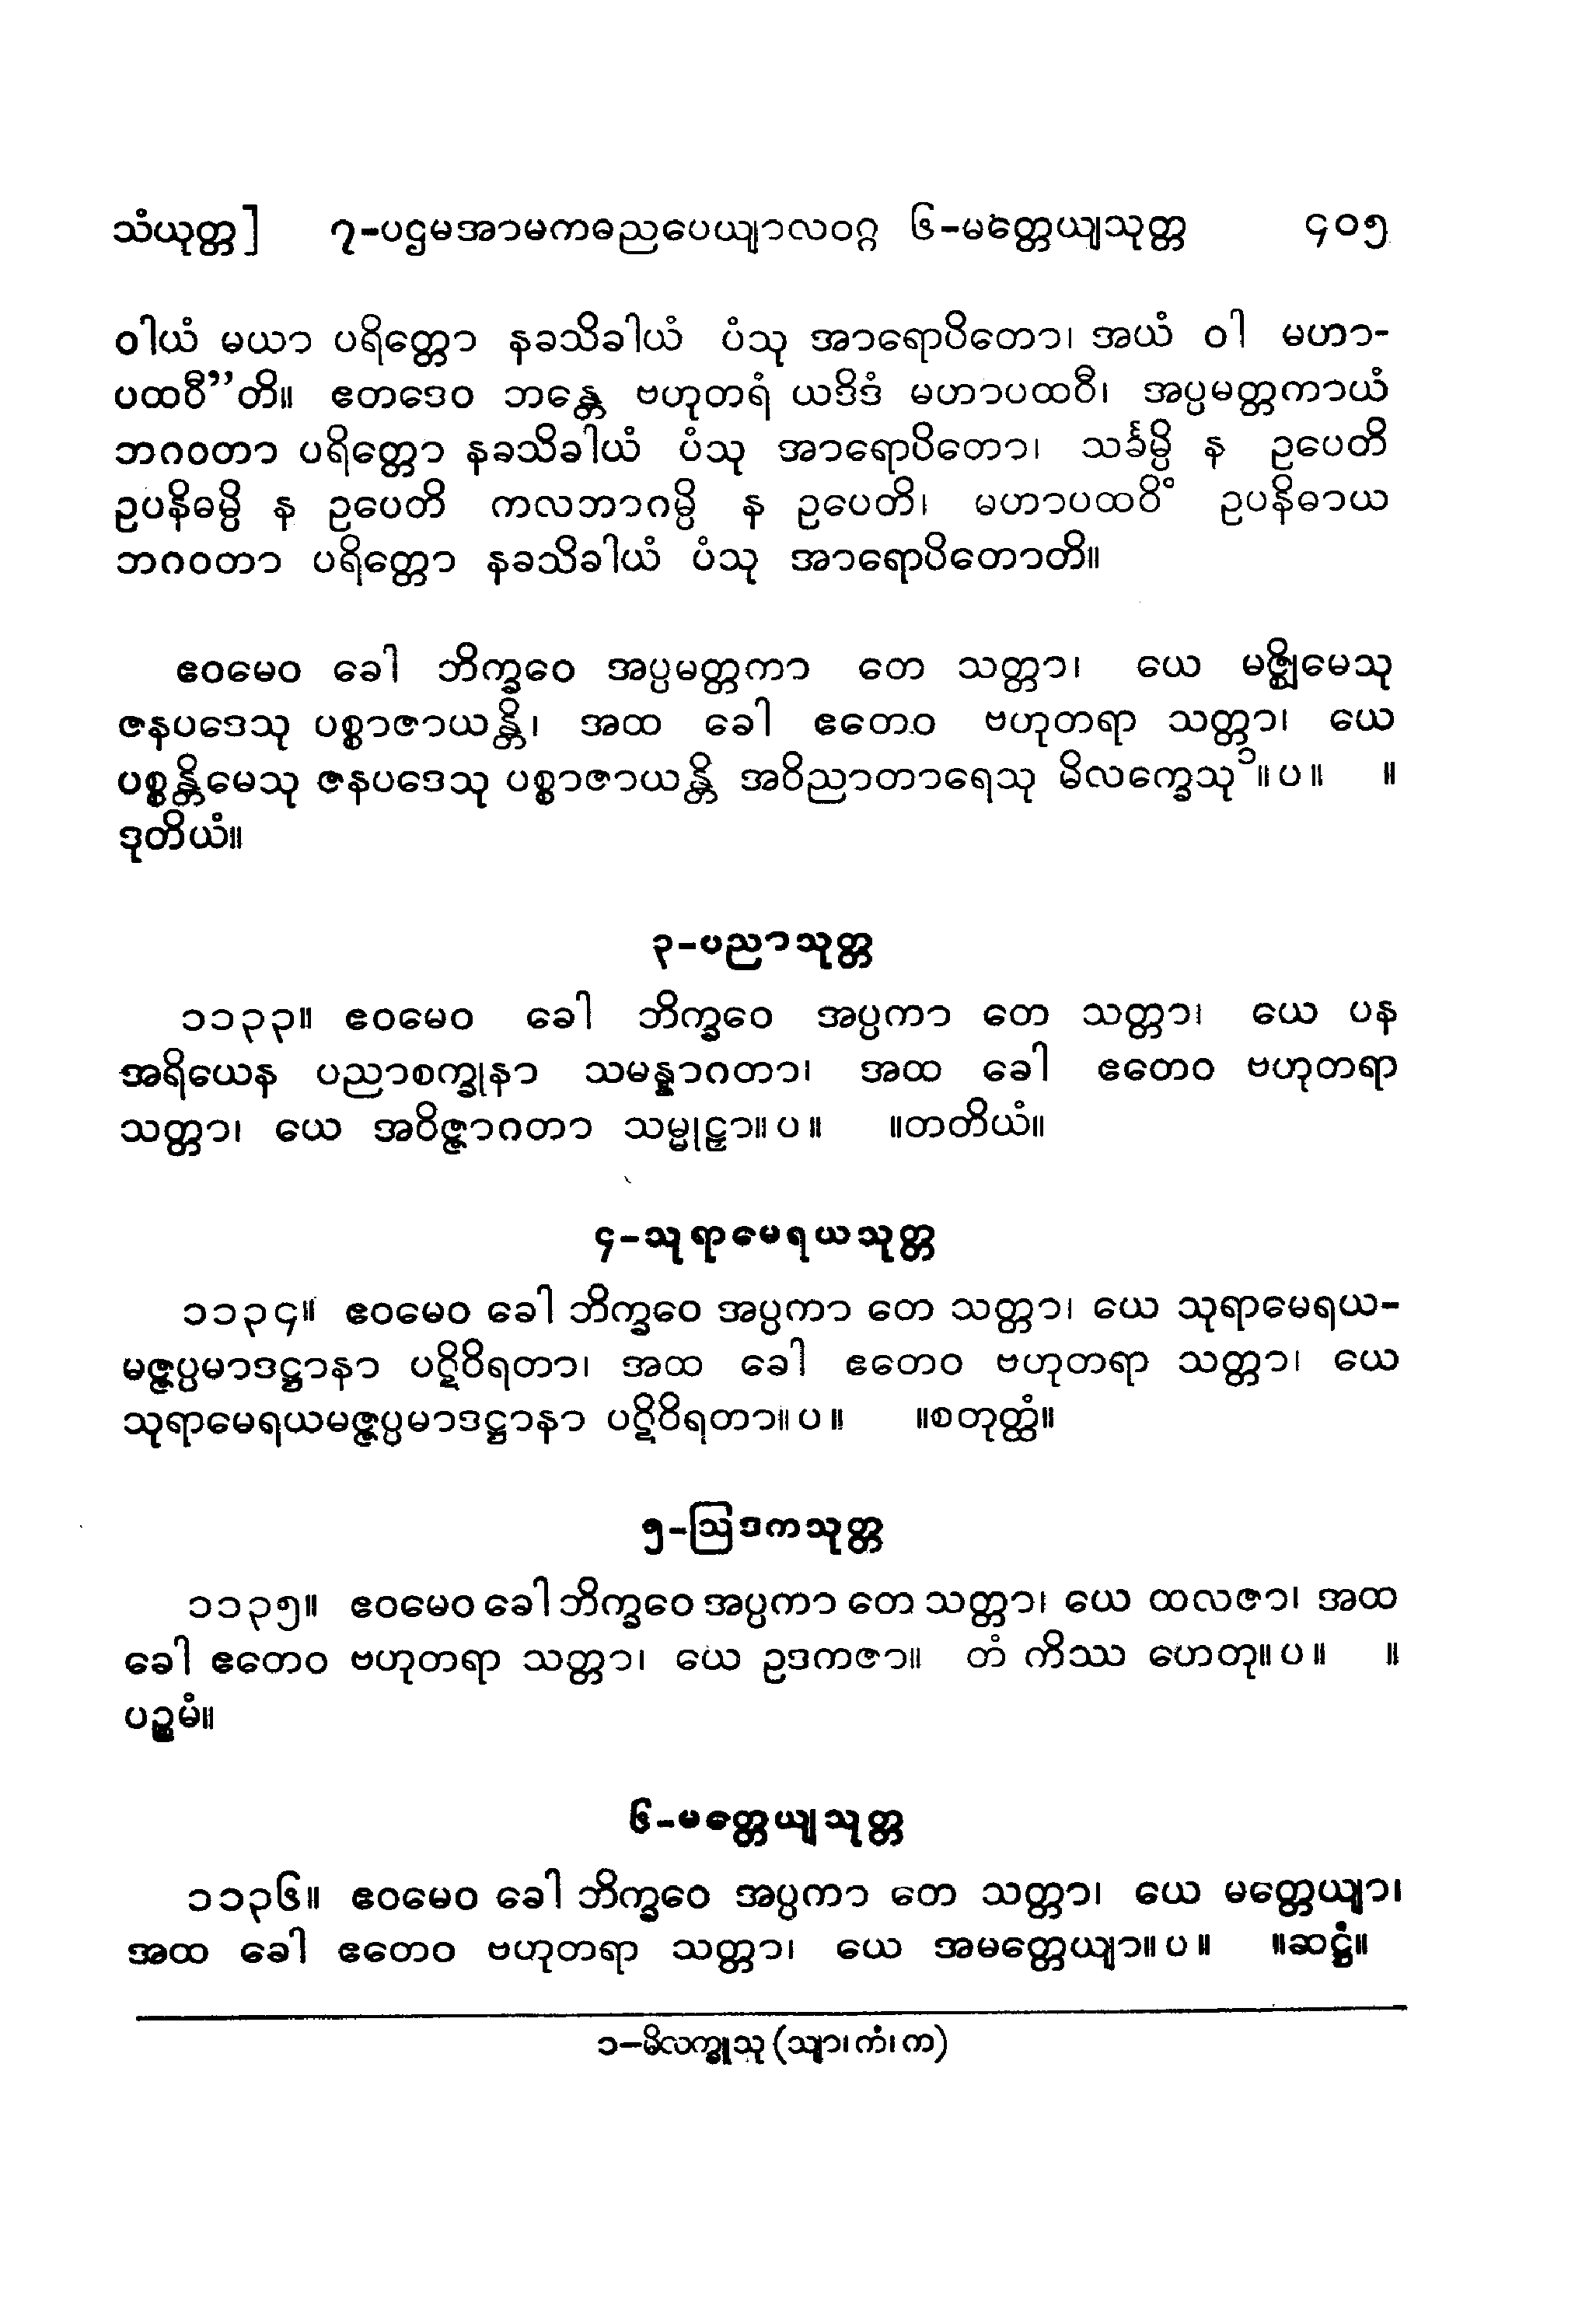 သံယုတ္တ] ၇-ပဌမအာမကဓညပေယျာလဝဂ္ဂ ၆-မတ္တေယျသုတ္တ ၄၀၅
ဝါယံ မယာ ပရိတ္တော နခသိခါယံ ပံသု အာရောပိတော၊ အယံ ဝါ မဟာ-
ပထဝီ”တိ။ ဧတဒေဝ ဘန္တေ ဗဟုတရံ ယဒိဒံ မဟာပထဝီ၊ အပ္ပမတ္တကာယံ
ဘဂဝတာ ပရိတ္တော နခသိခါယံ ပံသု အာရောပိတော၊ သင်္ခမ္ပိ န ဥပေတိ
ဥပနိဓမ္ပိ န ဥပေတိ ကလဘာဂမ္ပိ န ဥပေတိ၊ မဟာပထဝိံ ဥပနိဓာယ
ဘဂဝတာ ပရိတ္တော နခသိခါယံ ပံသု အာရောပိတောတိ။
ဧဝမေဝ ခေါ ဘိက္ခဝေ အပ္ပမတ္တကာ တေ သတ္တာ၊ ယေ မဇ္ဈိမေသု
ဇနပဒေသု ပစ္စာဇာယန္တိ၊ အထ ခေါ ဧတေဝ ဗဟုတရာ သတ္တာ၊ ယေ
ပစ္စန္တိမေသု ဇနပဒေသု ပစ္စာဇာယန္တိ အဝိညာတာရေသု မိလက္ခေသု၁။ ပ ။ ။
ဒုတိယံ။
၃-ပညာသုတ္တ
၁၁၃၃။ ဧဝမေဝ ခေါ ဘိက္ခဝေ အပ္ပကာ တေ သတ္တာ၊ ယေ ပန
အရိယေန ပညာစက္ခုနာ သမန္နာဂတာ၊ အထ ခေါ ဧတေဝ ဗဟုတရာ
သတ္တာ၊ ယေ အဝိဇ္ဇာဂတာ သမ္မုဠှာ။ ပ ။ ။တတိယံ။
၄-သုရာမေရယသုတ္တ
၁၁၃၄။ ဧဝမေဝ ခေါ ဘိက္ခဝေ အပ္ပကာ တေ သတ္တာ၊ ယေ သုရာမေရယ-
မဇ္ဇပ္ပမာဒဋ္ဌာနာ ပဋိဝိရတာ၊ အထ ခေါ ဧတေဝ ဗဟုတရာ သတ္တာ၊ ယေ
သုရာမေရယမဇ္ဇပ္ပမာဒဋ္ဌာနာ ပဋိဝိရတာ။ ပ ။ ။စတုတ္ထံ။
၅-ဩဒကသုတ္တ
၁၁၃၅။ ဧဝမေဝ ခေါ ဘိက္ခဝေ အပ္ပကာ တေ သတ္တာ၊ ယေ ထလဇာ၊ အထ
ခေါ ဧတေဝ ဗဟုတရာ သတ္တာ၊ ယေ ဥဒကဇာ။ တံ ကိဿ ဟေတု။ ပ ။ ။
ပဉ္စမံ။
၆-မတ္တေယျသုတ္တ
၁၁၃၆။ ဧဝမေဝ ခေါ ဘိက္ခဝေ အပ္ပကာ တေ သတ္တာ၊ ယေ မတ္တေယျာ၊
အထ ခေါ ဧတေဝ ဗဟုတရာ သတ္တာ၊ ယေ အမတ္တေယျာ။ ပ ။ ။ဆဋ္ဌံ။
၁-မိလက္ခူသု (သျာ၊ ကံ၊ က)